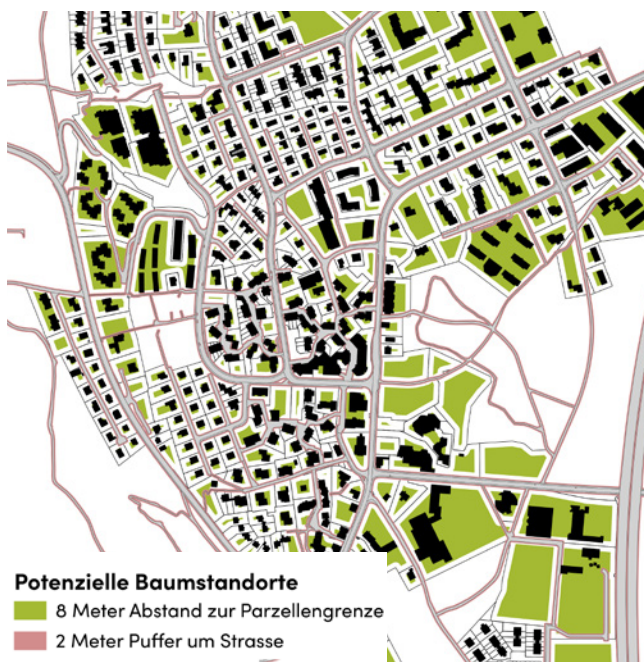 Potenzielle Baumstandorte
8 Meter Abstand zur Parzellengrenze
2 Meter Puffer um Strasse